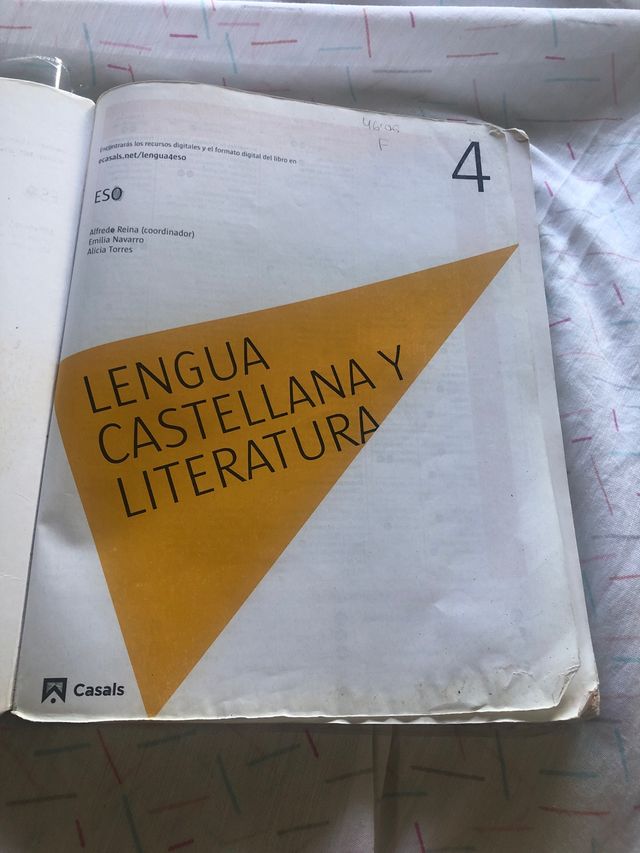 Encontrarás los recursos digitales y el formato digital del libro en
ecasals.net/lengua4eso
4
ESO
Alfredo Reina (coordinador)
Emilia Navarro
Alícia Torres
LENGUA
CASTELLANA Y
LITERATURA
Casals